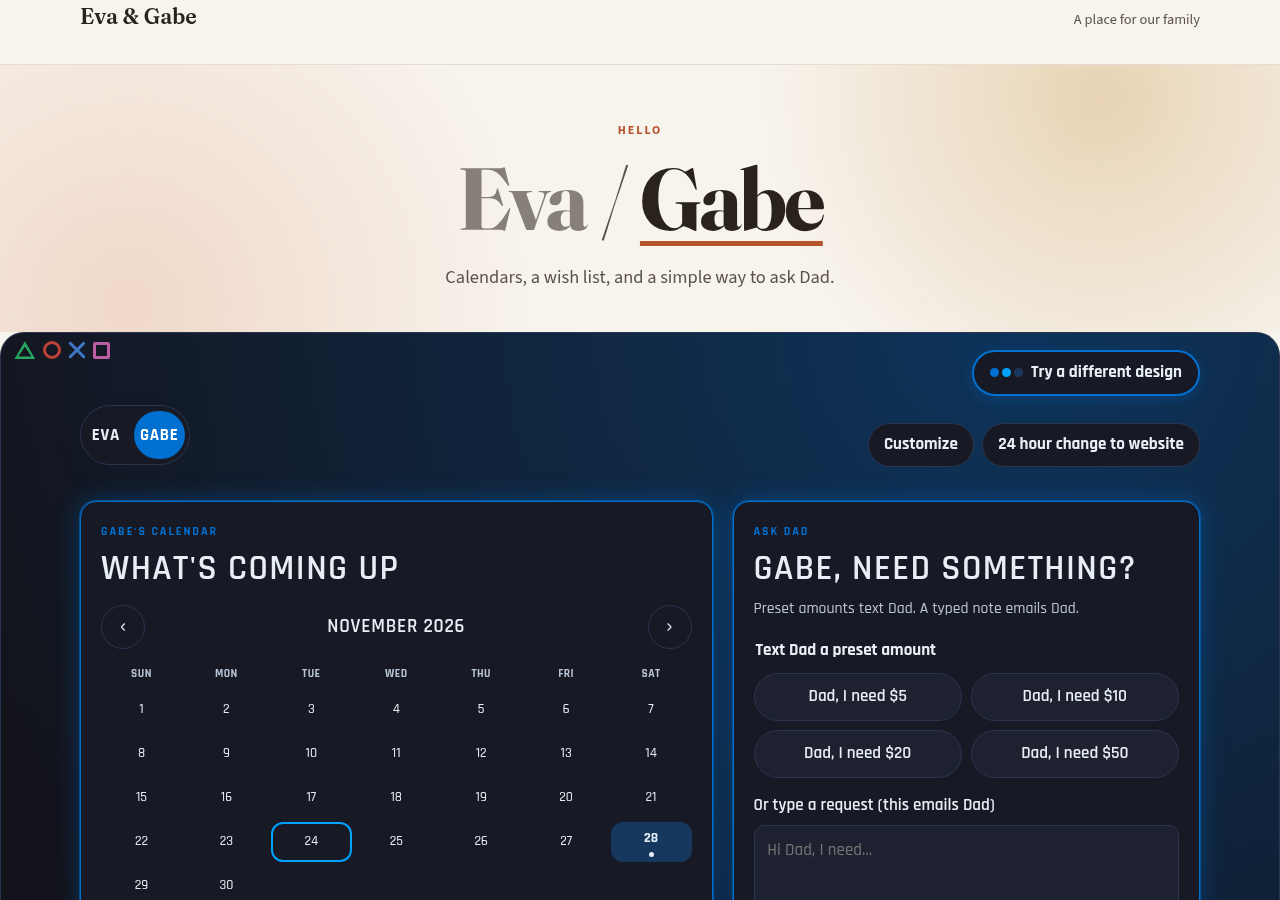 Eva & Gabe
A place for our family
HELLO
Eva / Gabe
Calendars, a wish list, and a simple way to ask Dad.
Try a different design
EVA GABE
Customize
24 hour change to website
GABE'S CALENDAR
WHAT'S COMING UP
‹ NOVEMBER 2026 ›
SUN MON TUE WED THU FRI SAT
1 2 3 4 5 6 7
8 9 10 11 12 13 14
15 16 17 18 19 20 21
22 23 24 25 26 27 28
29 30
ASK DAD
GABE, NEED SOMETHING?
Preset amounts text Dad. A typed note emails Dad.
Text Dad a preset amount
Dad, I need $5
Dad, I need $10
Dad, I need $20
Dad, I need $50
Or type a request (this emails Dad)
Hi Dad, I need...